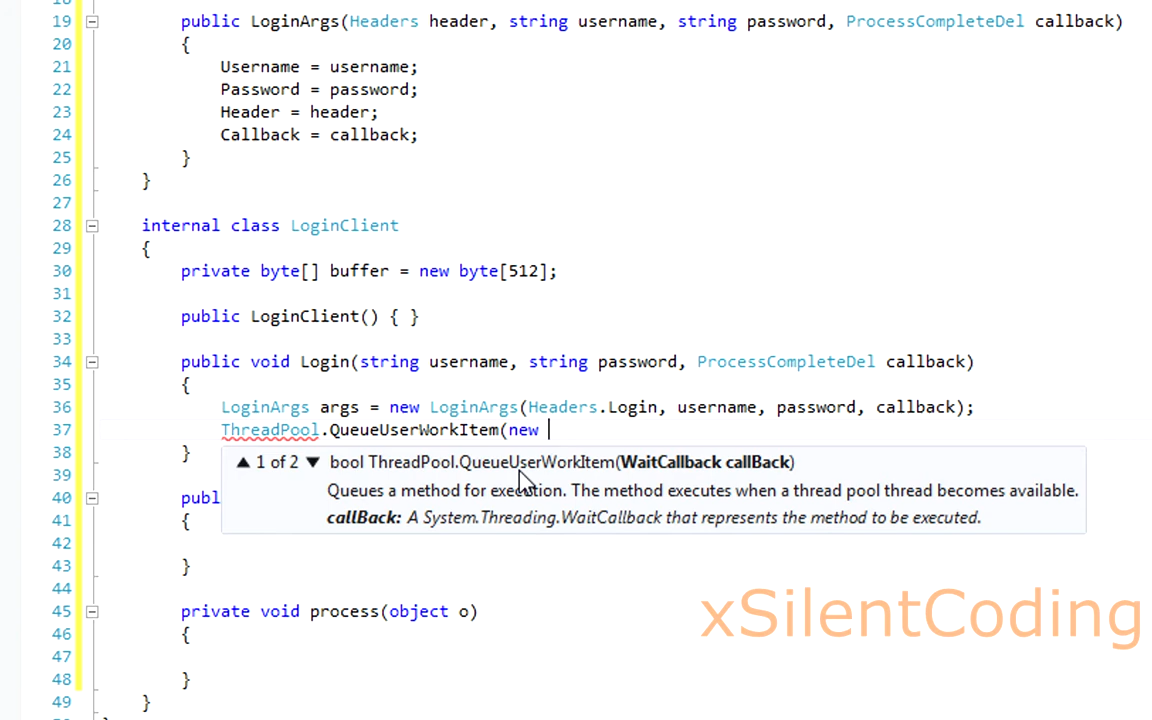 19 public LoginArgs(Headers header, string username, string password, ProcessCompleteDel callback)
20 {
21 Username = username;
22 Password = password;
23 Header = header;
24 Callback = callback;
25 }
26 }
27
28 internal class LoginClient
29 {
30 private byte[] buffer = new byte[512];
31
32 public LoginClient() { }
33
34 public void Login(string username, string password, ProcessCompleteDel callback)
35 {
36 LoginArgs args = new LoginArgs(Headers.Login, username, password, callback);
37 ThreadPool.QueueUserWorkItem(new
38 }
▲ 1 of 2 ▼ bool ThreadPool.QueueUserWorkItem(WaitCallback callBack)
39
Queues a method for execution. The method executes when a thread pool thread becomes available.
40 publ
callBack: A System.Threading.WaitCallback that represents the method to be executed.
41 {
42
43 }
44
45 private void process(object o)
46 {
47
48 }
49 }
xSilentCoding